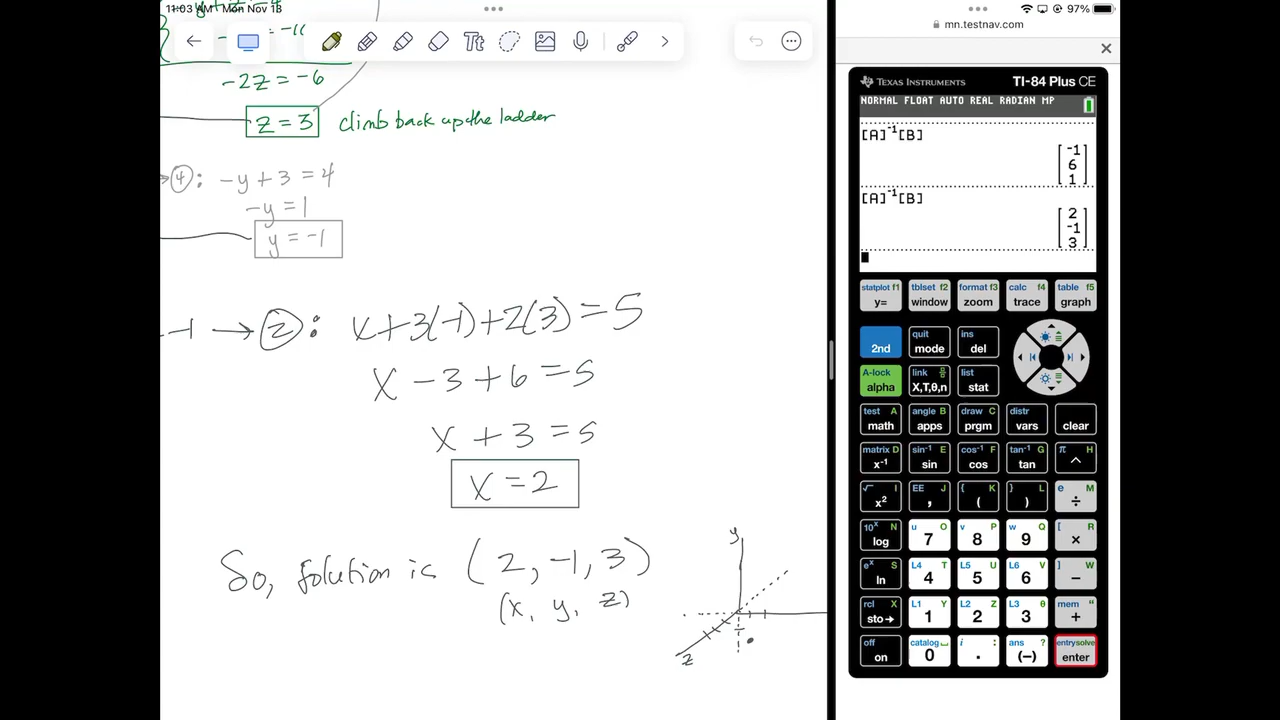 11:03 AM Mon Nov 18
-2z = -6
z = 3 climb back up the ladder
→④: -y + 3 = 4
-y = 1
y = -1
-1 → ②: x + 3(-1) + 2(3) = 5
x - 3 + 6 = 5
x + 3 = 5
x = 2
So, solution is (2, -1, 3)
(x, y, z)
y
z
97%
mn.testnav.com
TEXAS INSTRUMENTS TI-84 Plus CE
NORMAL FLOAT AUTO REAL RADIAN MP
[A]⁻¹[B]
[-1
6
1]
[A]⁻¹[B]
[2
-1
3]
statplot f1 tblset f2 format f3 calc f4 table f5
y= window zoom trace graph
quit ins
2nd mode del
A-lock link list
alpha X,T,θ,n stat
test A angle B draw C distr
math apps prgm vars clear
matrix D sin⁻¹ E cos⁻¹ F tan⁻¹ G π H
x⁻¹ sin cos tan ^
√ I EE J { K } L e M
x² , ( ) ÷
10ˣ N u O v P w Q [ R
log 7 8 9 ×
eˣ S L4 T L5 U L6 V ] W
ln 4 5 6 −
rcl X L1 Y L2 Z L3 θ mem "
sto→ 1 2 3 +
off catalog i : ans ? entry solve
on 0 . (−) enter